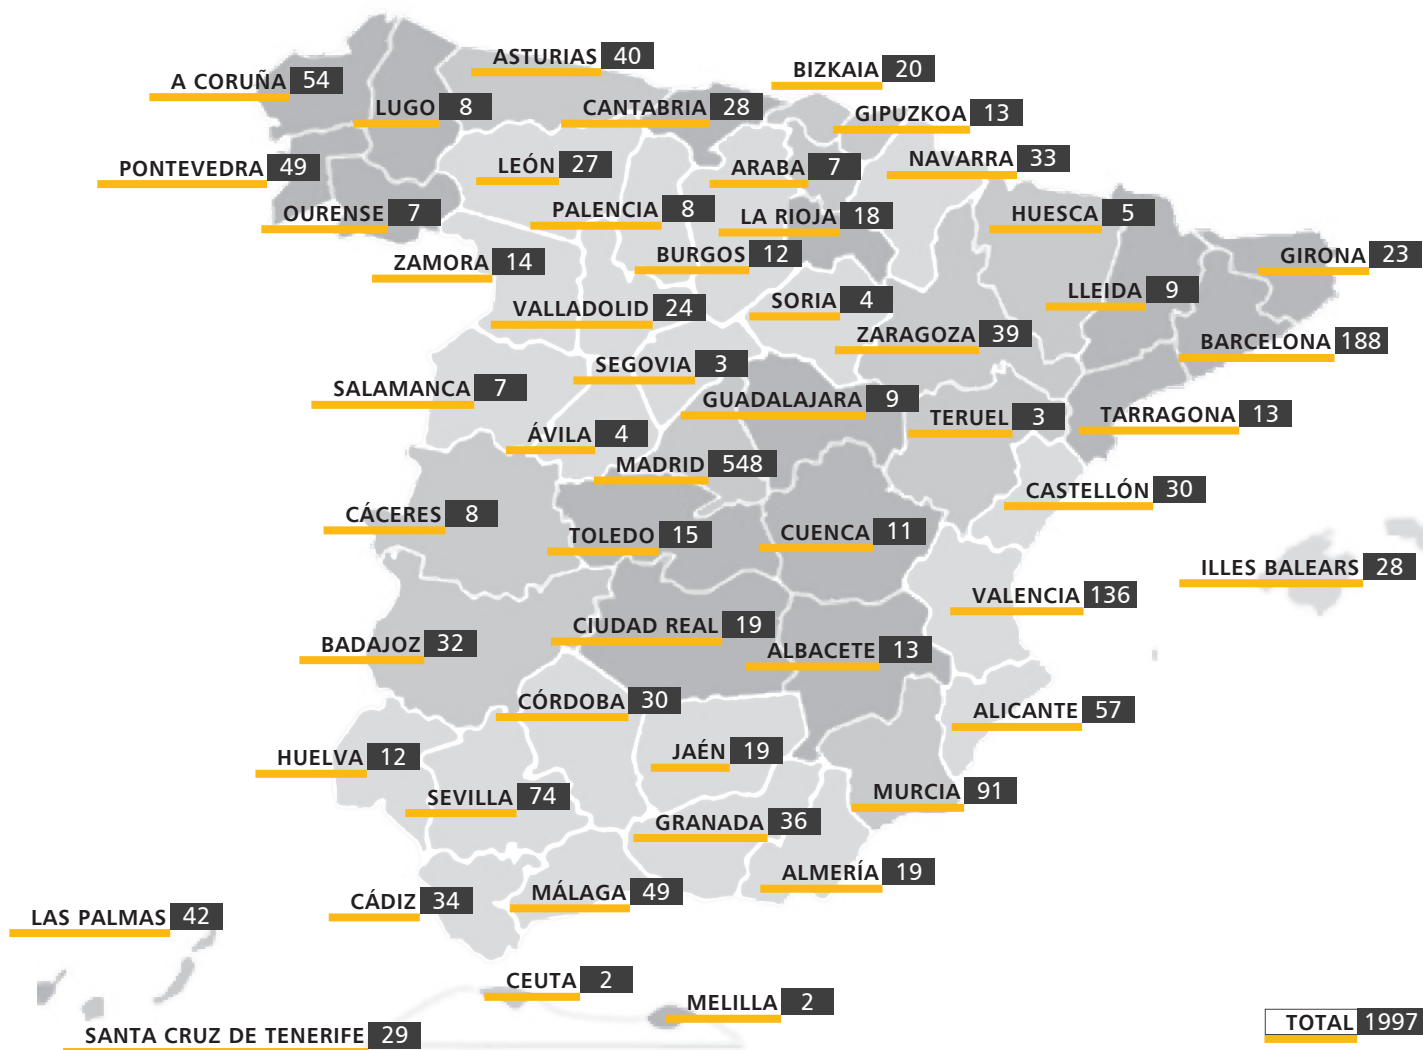 ASTURIAS 40
BIZKAIA 20
A CORUÑA 54
LUGO 8
CANTABRIA 28
GIPUZKOA 13
PONTEVEDRA 49
LEÓN 27
ARABA 7
NAVARRA 33
OURENSE 7
PALENCIA 8
LA RIOJA 18
HUESCA 5
ZAMORA 14
BURGOS 12
GIRONA 23
VALLADOLID 24
SORIA 4
LLEIDA 9
ZARAGOZA 39
BARCELONA 188
SEGOVIA 3
SALAMANCA 7
GUADALAJARA 9
TERUEL 3
TARRAGONA 13
ÁVILA 4
MADRID 548
CASTELLÓN 30
CÁCERES 8
TOLEDO 15
CUENCA 11
ILLES BALEARS 28
VALENCIA 136
CIUDAD REAL 19
BADAJOZ 32
ALBACETE 13
CÓRDOBA 30
ALICANTE 57
HUELVA 12
JAÉN 19
SEVILLA 74
MURCIA 91
GRANADA 36
ALMERÍA 19
CÁDIZ 34
MÁLAGA 49
LAS PALMAS 42
CEUTA 2
MELILLA 2
SANTA CRUZ DE TENERIFE 29
TOTAL 1997